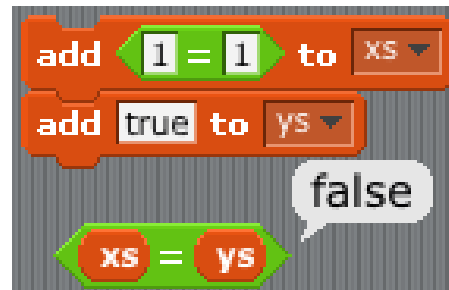 add 1 = 1 to xs
add true to ys
false
xs = ys